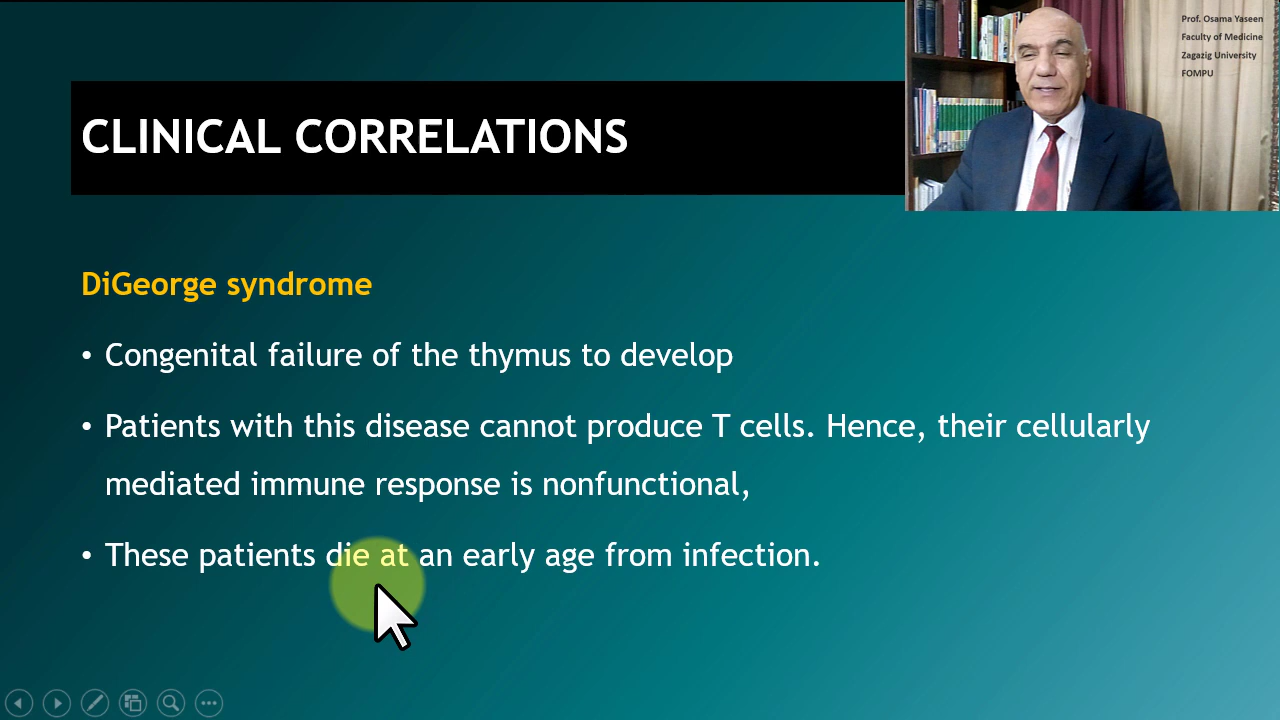 Prof. Osama Yaseen
Faculty of Medicine
Zagazig University
FOMPU
CLINICAL CORRELATIONS
DiGeorge syndrome
• Congenital failure of the thymus to develop
• Patients with this disease cannot produce T cells. Hence, their cellularly
mediated immune response is nonfunctional,
• These patients die at an early age from infection.